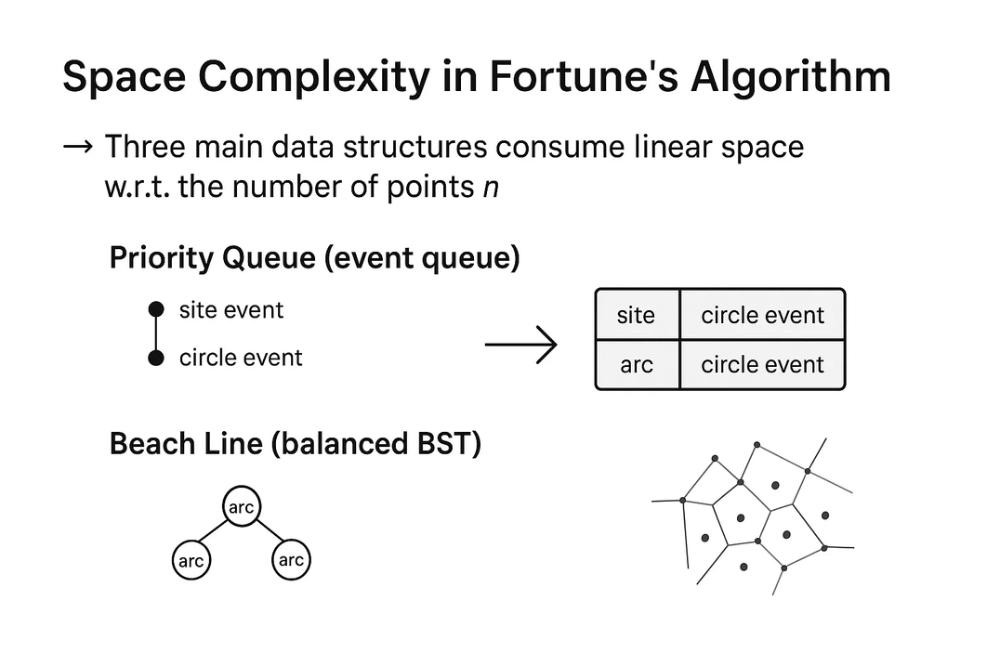 Space Complexity in Fortune's Algorithm
→ Three main data structures consume linear space
w.r.t. the number of points n
Priority Queue (event queue)
site event
circle event
site circle event
arc circle event
Beach Line (balanced BST)
arc
arc arc